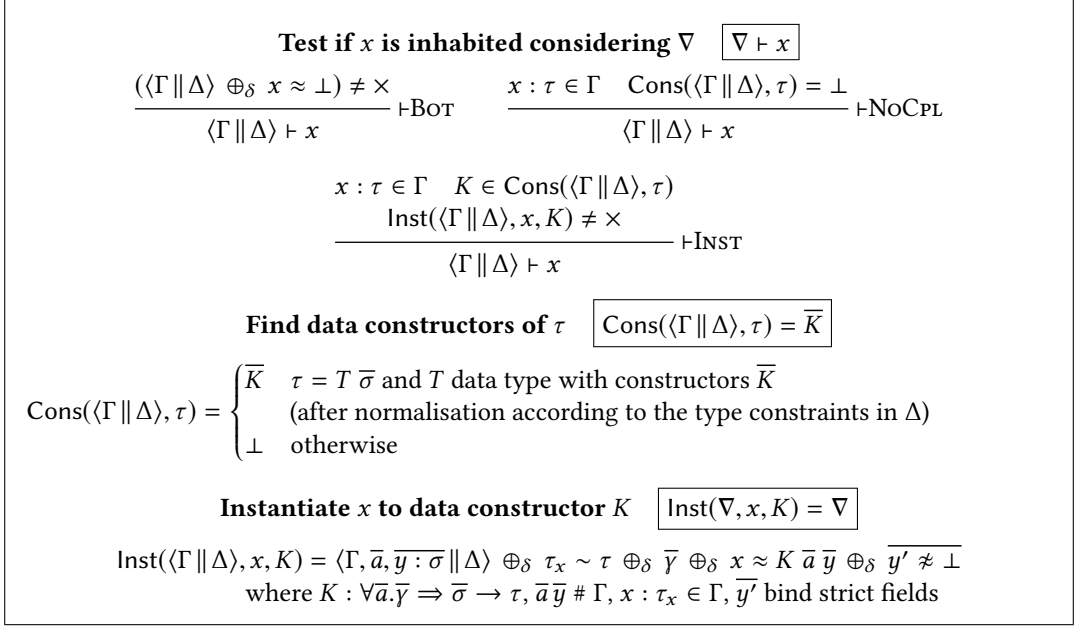 Test if x is inhabited considering ∇ ∇ ⊢ x
(⟨Γ ∥ Δ⟩ ⊕δ x ≈ ⊥) ≠ ×
⟨Γ ∥ Δ⟩ ⊢ x
⊢Bot
x : τ ∈ Γ Cons(⟨Γ ∥ Δ⟩, τ) = ⊥
⟨Γ ∥ Δ⟩ ⊢ x
⊢NoCpl
x : τ ∈ Γ K ∈ Cons(⟨Γ ∥ Δ⟩, τ)
Inst(⟨Γ ∥ Δ⟩, x, K) ≠ ×
⟨Γ ∥ Δ⟩ ⊢ x
⊢Inst
Find data constructors of τ Cons(⟨Γ ∥ Δ⟩, τ) = K̅
Cons(⟨Γ ∥ Δ⟩, τ) = { K̅ τ = T σ̅ and T data type with constructors K̅
(after normalisation according to the type constraints in Δ)
⊥ otherwise
Instantiate x to data constructor K Inst(∇, x, K) = ∇
Inst(⟨Γ ∥ Δ⟩, x, K) = ⟨Γ, a̅, y̅ ̅:̅ ̅σ̅ ∥ Δ⟩ ⊕δ τx ∼ τ ⊕δ γ̅ ⊕δ x ≈ K a̅ y̅ ⊕δ y̅′̅ ̅≉̅ ̅⊥̅
where K : ∀a̅.γ̅ ⇒ σ̅ → τ, a̅ y̅ # Γ, x : τx ∈ Γ, y̅′̅ bind strict fields